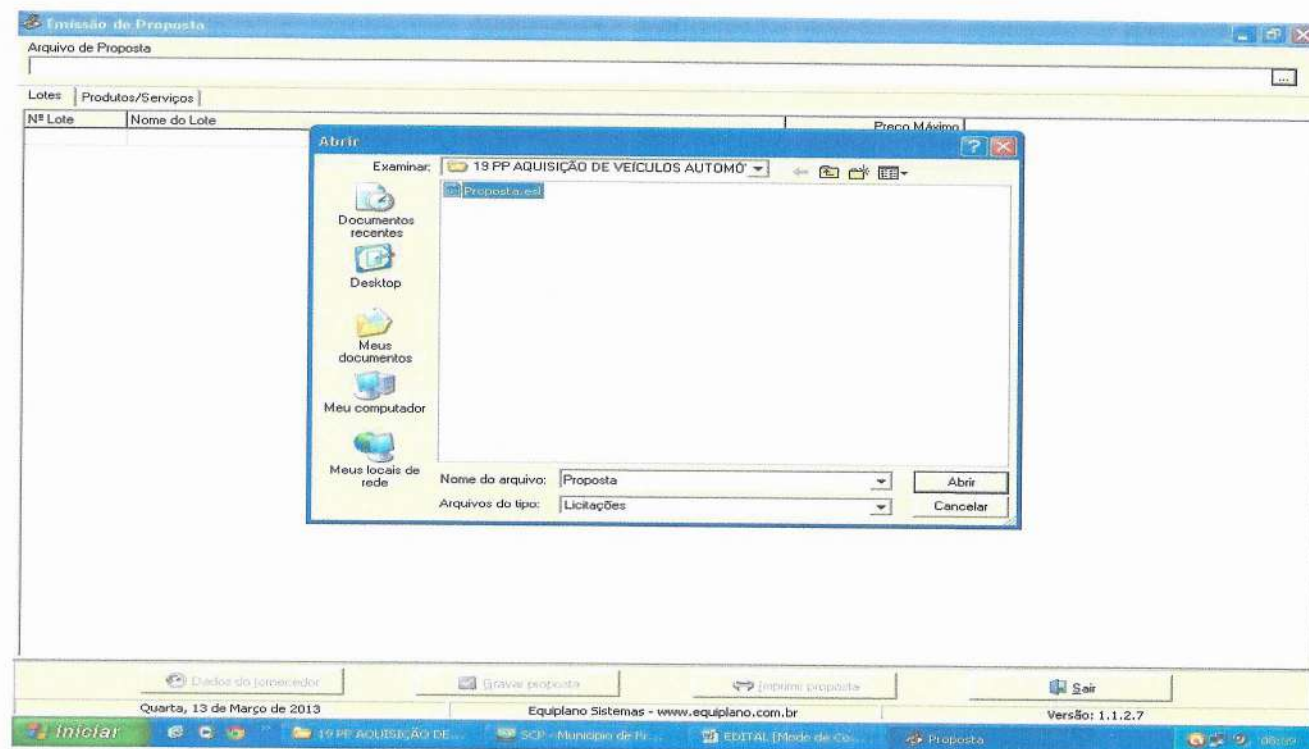 Emissão de Proposta
Arquivo de Proposta
...
Lotes Produtos/Serviços
Nº Lote Nome do Lote Preço Máximo
Abrir
Examinar: 19 PP AQUISIÇÃO DE VEÍCULOS AUTOMÓ
Proposta.esl
Documentos
recentes
Desktop
Meus
documentos
Meu computador
Meus locais de
rede
Nome do arquivo: Proposta Abrir
Arquivos do tipo: Licitações Cancelar
Dados do fornecedor Gravar proposta Imprimir proposta Sair
Quarta, 13 de Março de 2013 Equiplano Sistemas - www.equiplano.com.br Versão: 1.1.2.7
Iniciar 19 PP AQUISIÇÃO DE... SCP - Município de ... EDITAL [Modo de Co... Proposta